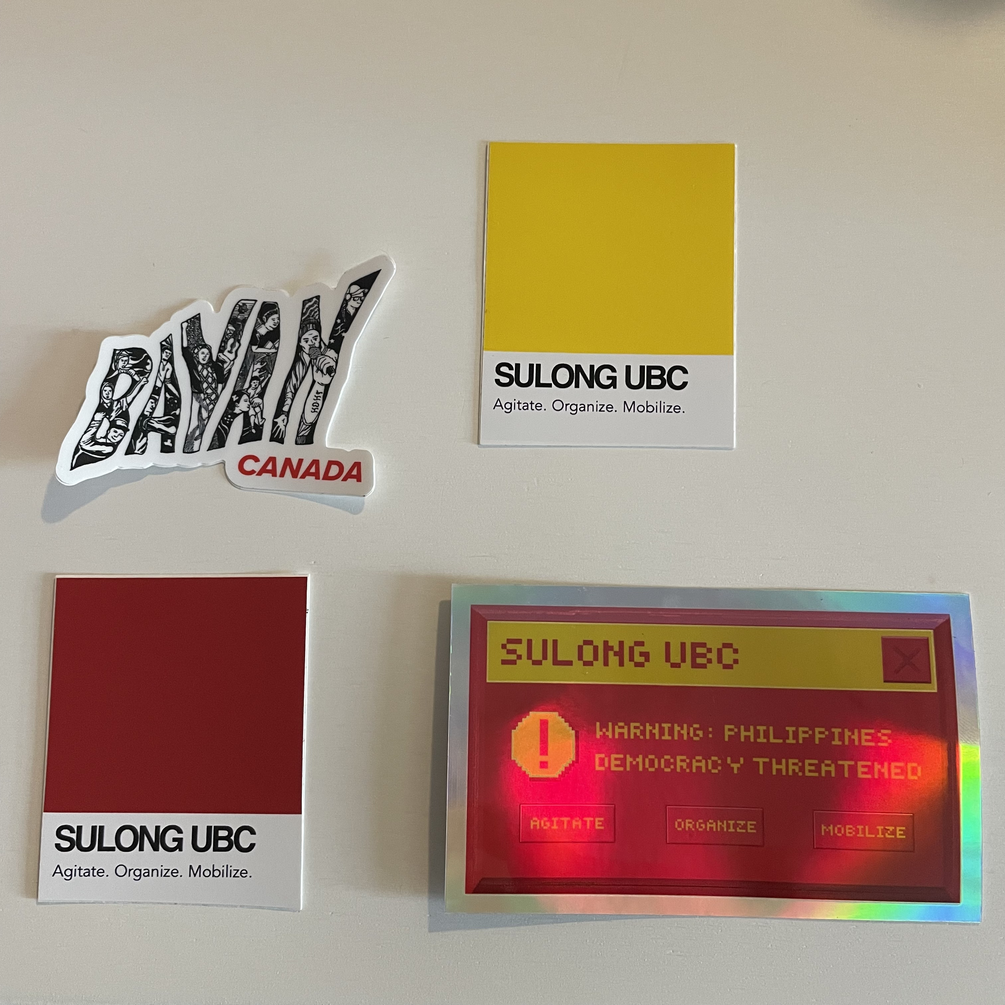 SULONG UBC
Agitate. Organize. Mobilize.
BAYAN
CANADA
SULONG UBC
Agitate. Organize. Mobilize.
SULONG UBC
X
WARNING: PHILIPPINES
DEMOCRACY THREATENED
AGITATE ORGANIZE MOBILIZE